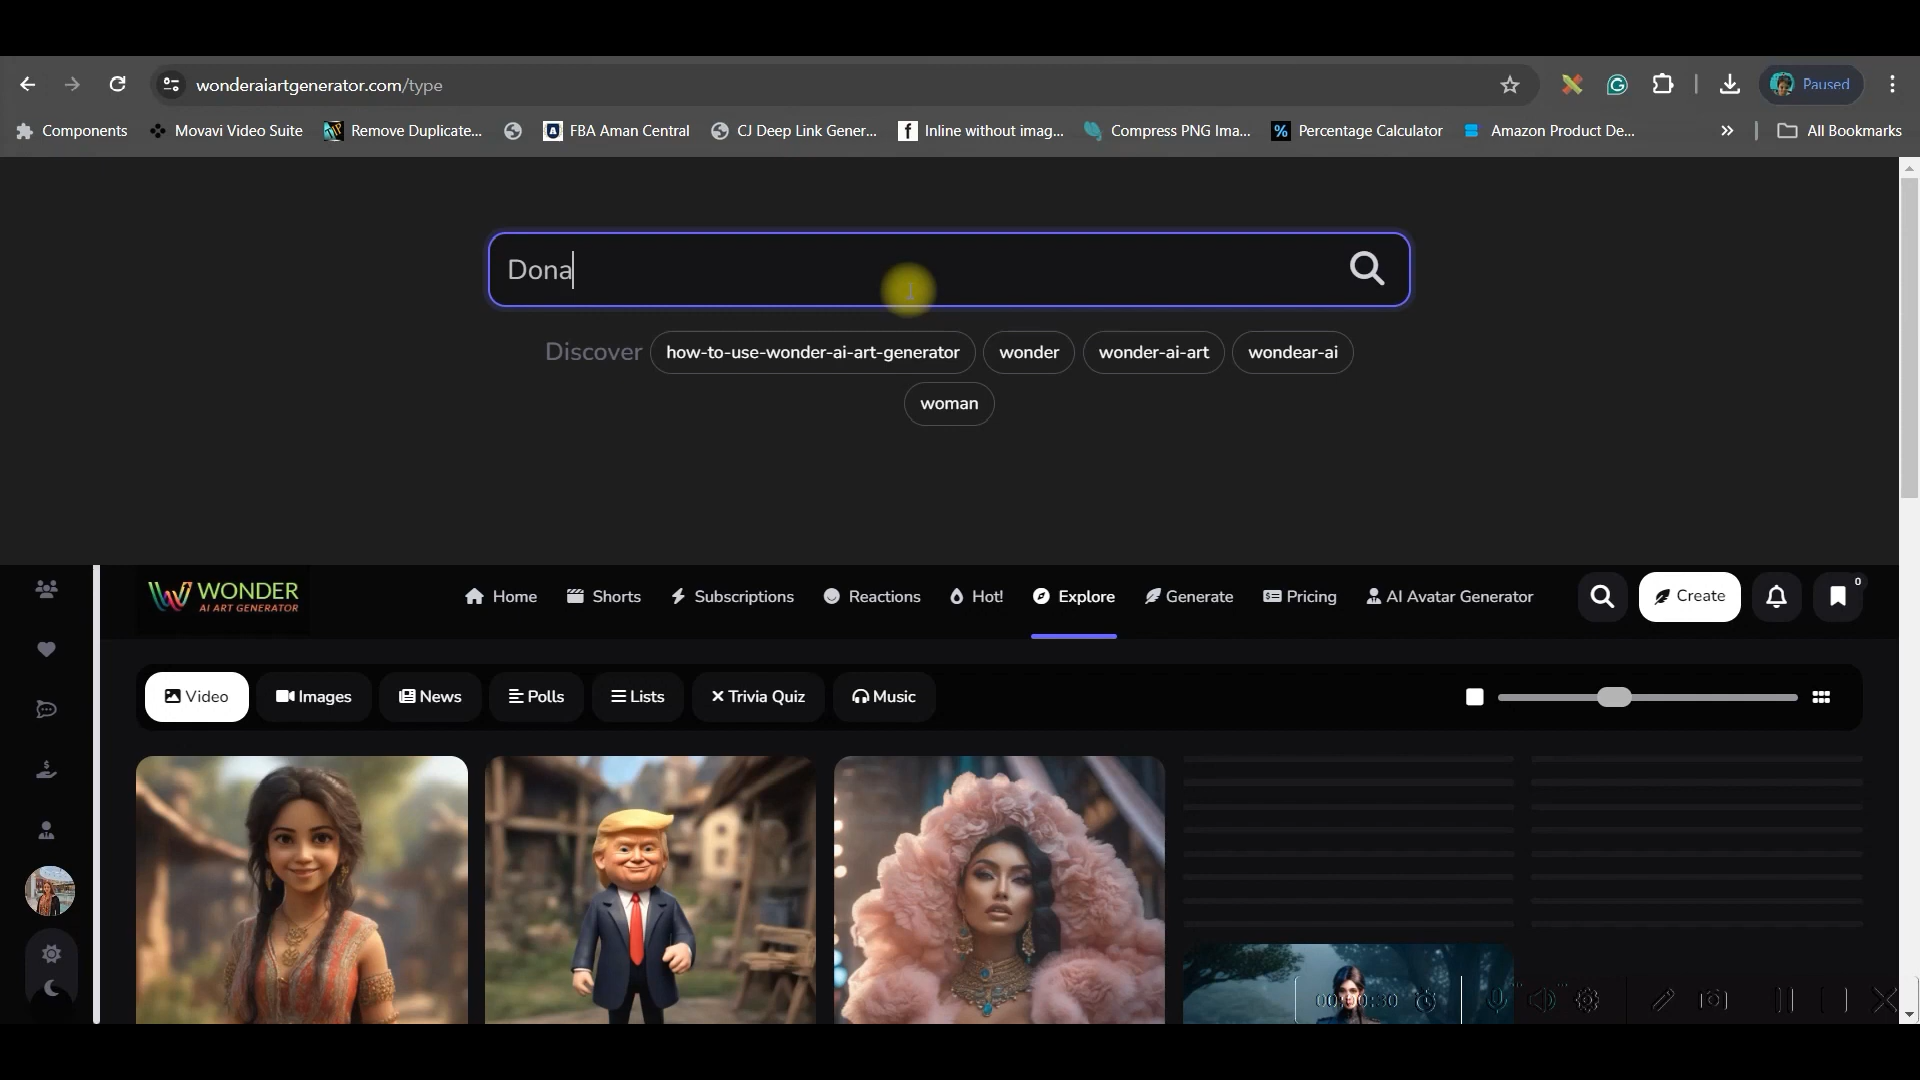 wonderaiartgenerator.com/type
Paused
Components
Movavi Video Suite
Remove Duplicate...
FBA Aman Central
CJ Deep Link Gener...
Inline without imag...
Compress PNG Ima...
Percentage Calculator
Amazon Product De...
All Bookmarks
Dona
Discover
how-to-use-wonder-ai-art-generator
wonder
wonder-ai-art
wondear-ai
woman
WONDER
AI ART GENERATOR
Home
Shorts
Subscriptions
Reactions
Hot!
Explore
Generate
Pricing
AI Avatar Generator
Create
0
Video
Images
News
Polls
Lists
Trivia Quiz
Music